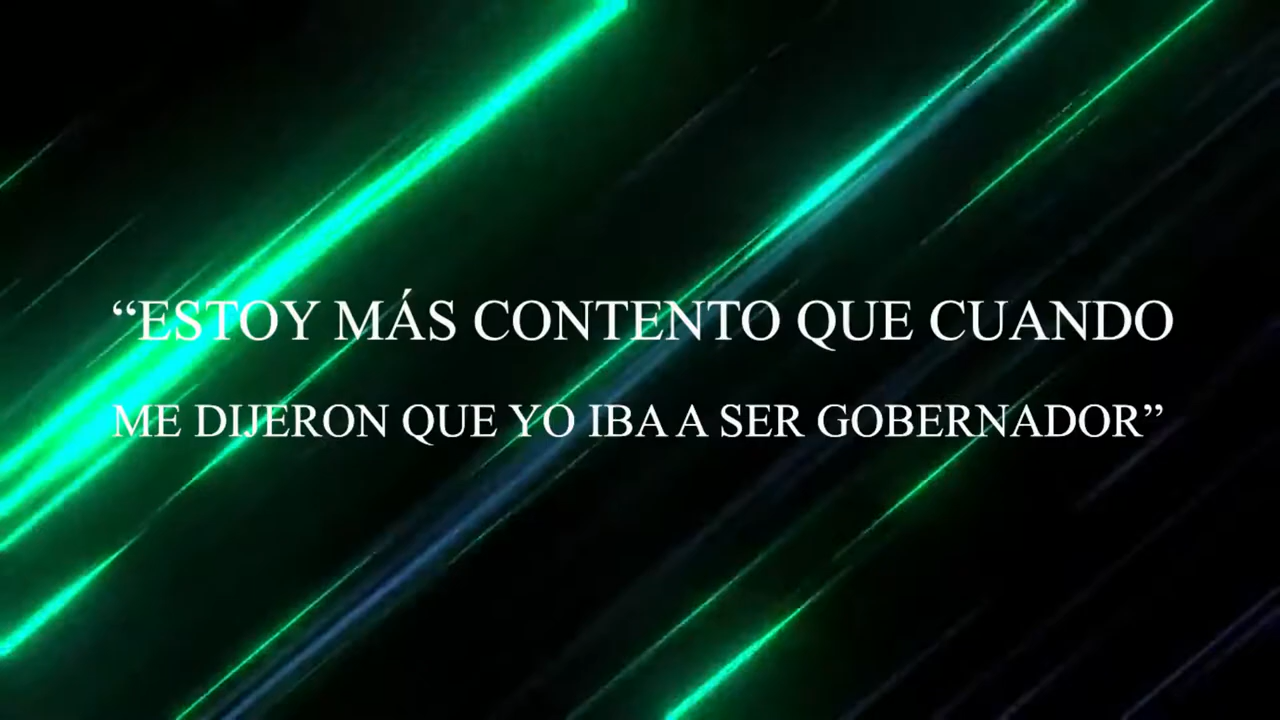 “ESTOY MÁS CONTENTO QUE CUANDO
ME DIJERON QUE YO IBA A SER GOBERNADOR”